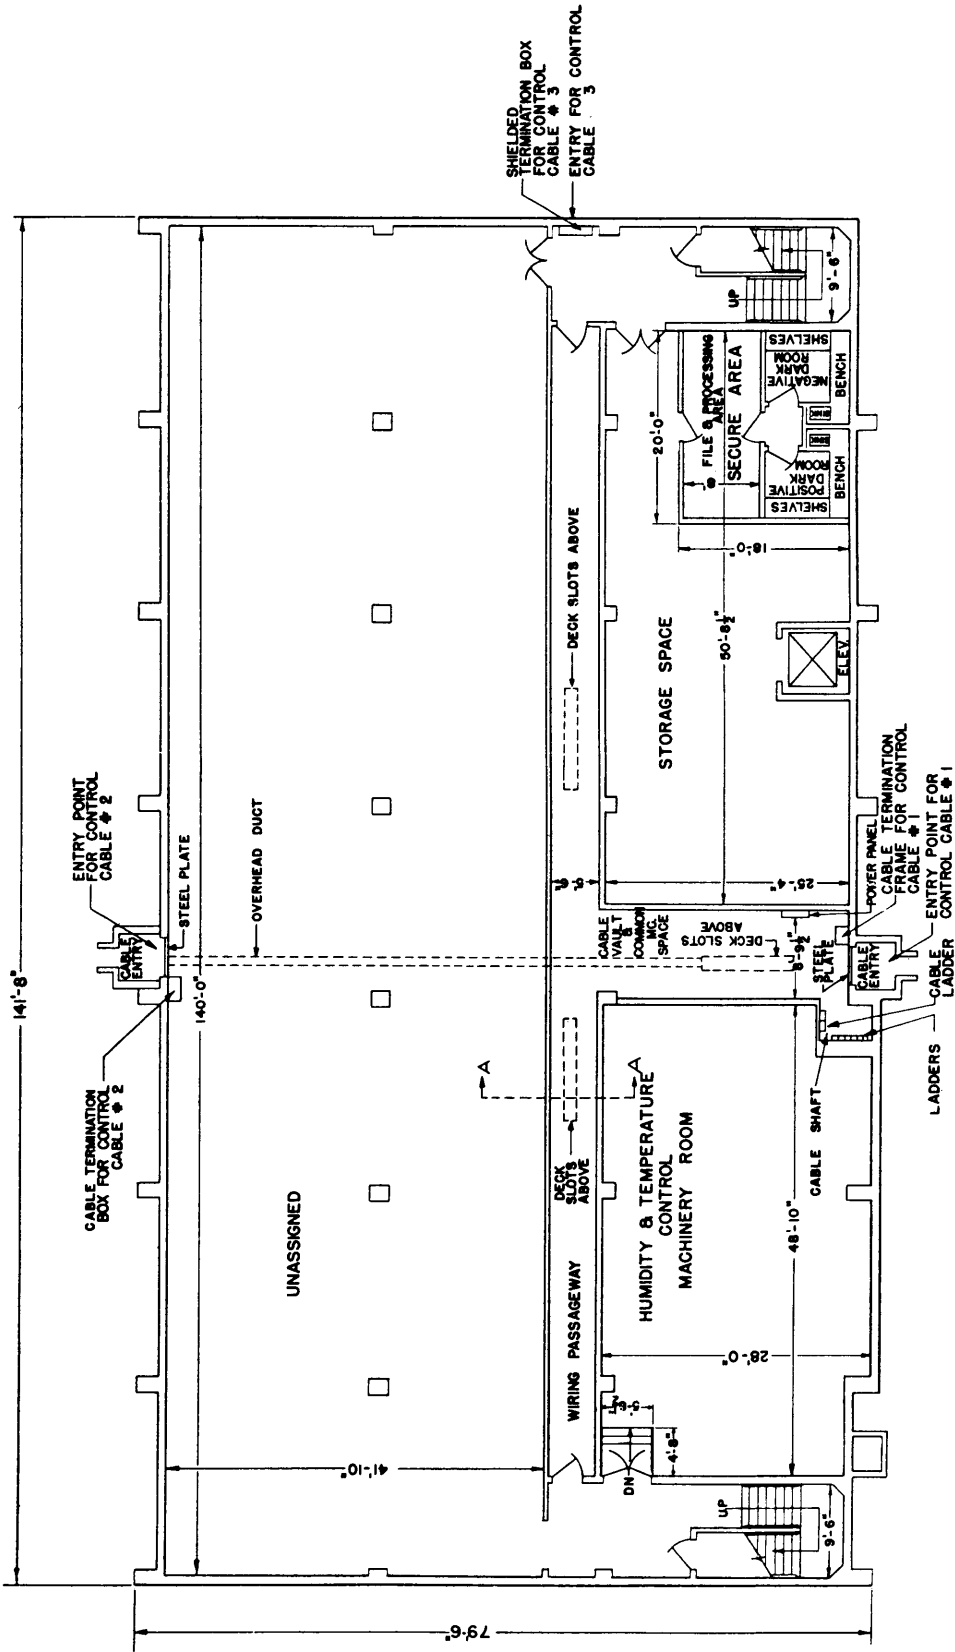 141'-8"
79'-6"
140'-0"
ENTRY POINT
FOR CONTROL
CABLE # 2
CABLE
ENTRY
STEEL PLATE
CABLE TERMINATION
BOX FOR CONTROL
CABLE # 2
OVERHEAD DUCT
UNASSIGNED
41'-10"
SHIELDED
TERMINATION BOX
FOR CONTROL
CABLE # 3
ENTRY FOR CONTROL
CABLE 3
A
A
WIRING PASSAGEWAY
DECK
SLOTS
ABOVE
DECK SLOTS ABOVE
CABLE
VAULT
&
COMMON
MG.
SPACE
DECK SLOTS
ABOVE
8'-9½"
STEEL
PLATE
CABLE
ENTRY
HUMIDITY & TEMPERATURE
CONTROL
MACHINERY ROOM
48'-10"
28'-0"
4'-8"
DN
UP
9'-6"
CABLE SHAFT
LADDERS
CABLE
LADDER
ENTRY POINT FOR
CONTROL CABLE # 1
CABLE TERMINATION
FRAME FOR CONTROL
CABLE # 1
POWER PANEL
25'-4"
STORAGE SPACE
50'-8½"
ELEV.
18'-0"
20'-0"
FILE & PROCESSING
AREA
SECURE AREA
SHELVES
POSITIVE
DARK
ROOM
BENCH
SINK
SINK
NEGATIVE
DARK
ROOM
SHELVES
BENCH
UP
9'-6"